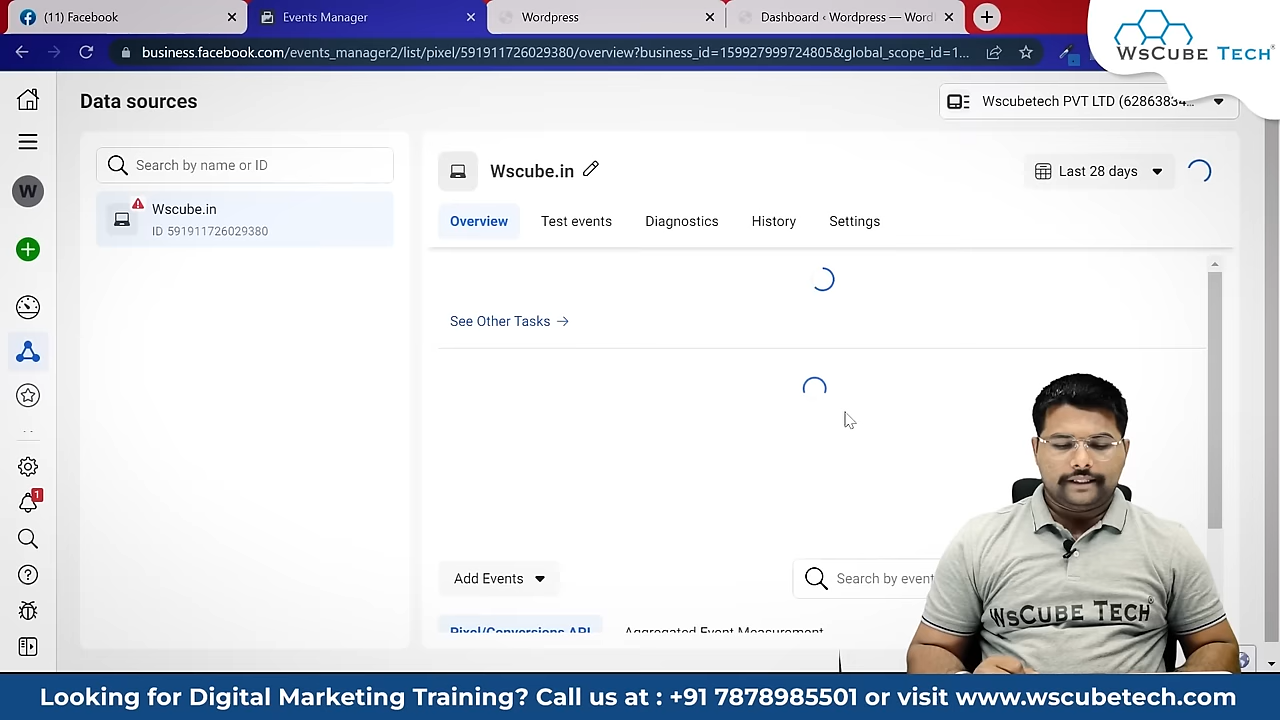 (11) Facebook
Events Manager
Wordpress
Dashboard ‹ Wordpress — Word
WsCube Tech®
business.facebook.com/events_manager2/list/pixel/591911726029380/overview?business_id=159927999724805&global_scope_id=1...
Data sources
Wscubetech PVT LTD (62863834...
Search by name or ID
W
Wscube.in
ID 591911726029380
Wscube.in
Last 28 days
Overview
Test events
Diagnostics
History
Settings
See Other Tasks →
1
Add Events
Search by event
Pixel/Conversions API
Aggregated Event Measurement
WsCube Tech®
Looking for Digital Marketing Training? Call us at : +91 7878985501 or visit www.wscubetech.com